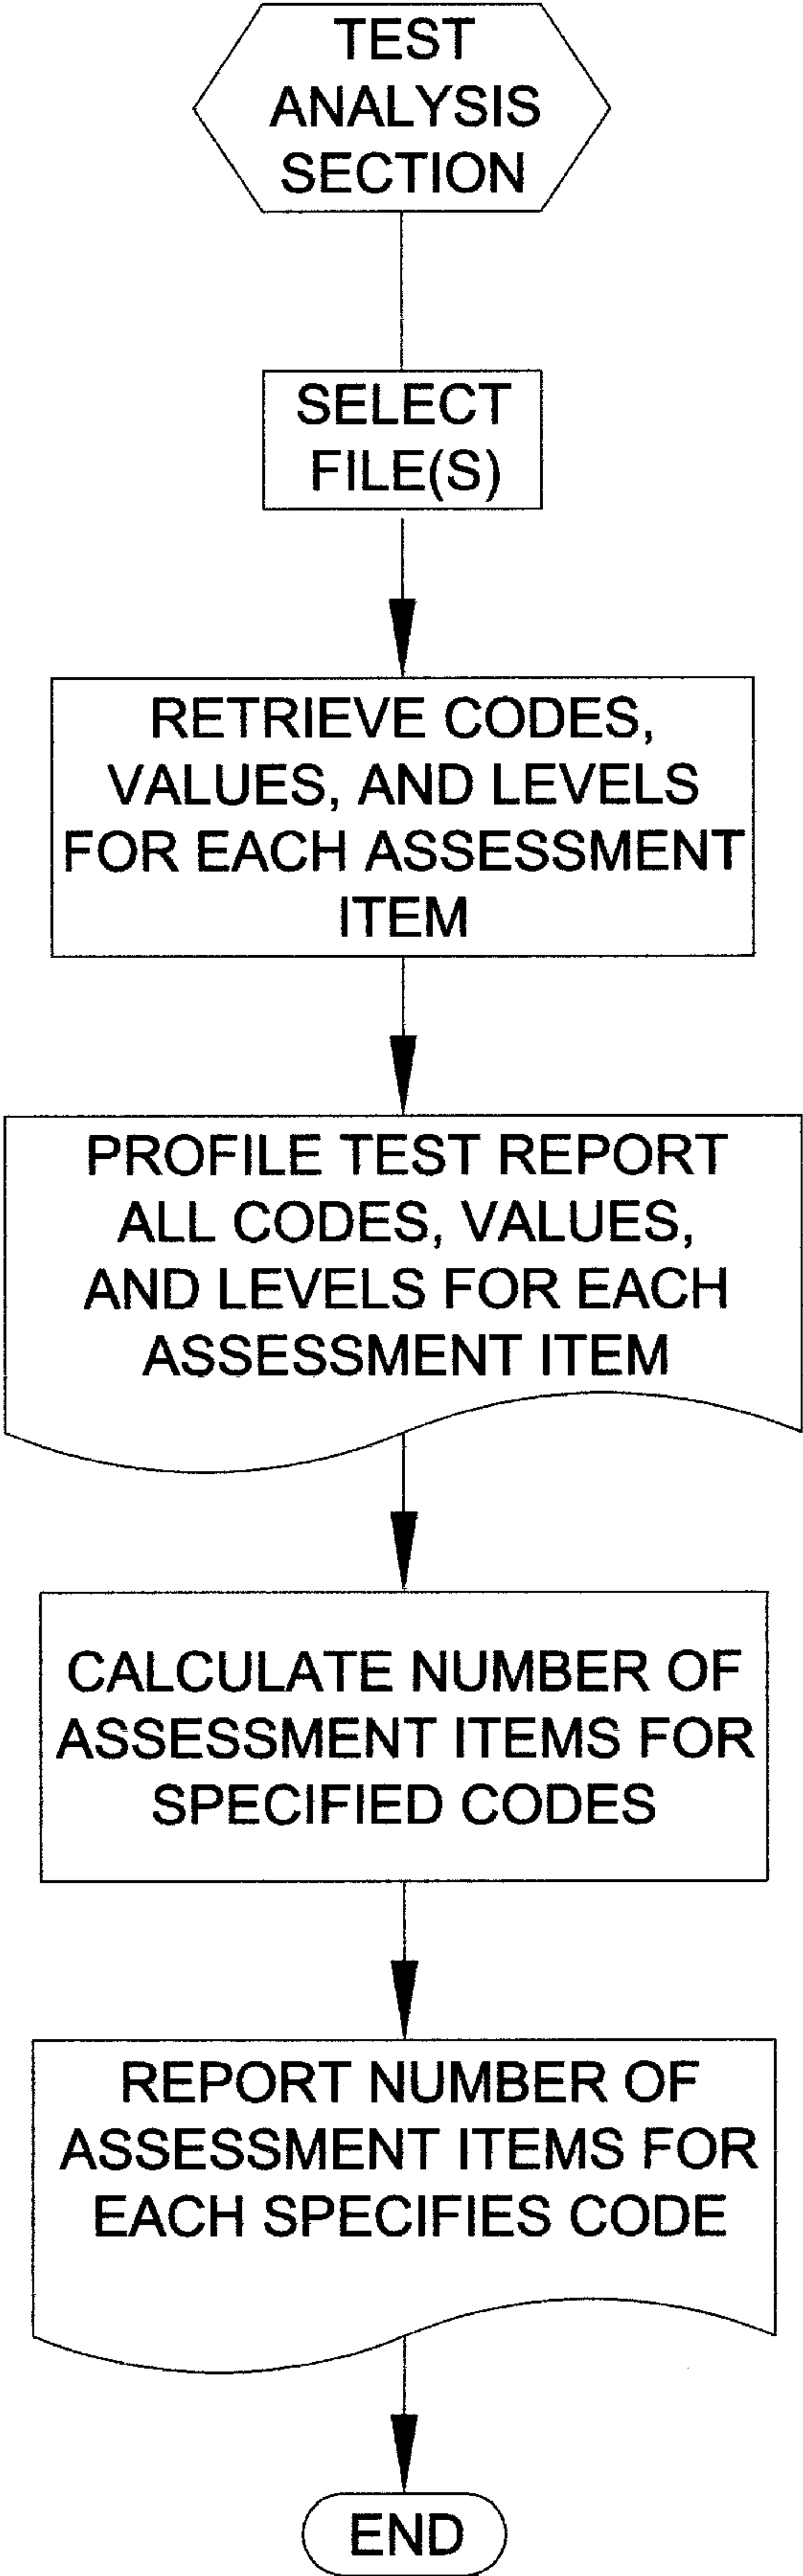 TEST
ANALYSIS
SECTION
SELECT
FILE(S)
RETRIEVE CODES,
VALUES, AND LEVELS
FOR EACH ASSESSMENT
ITEM
PROFILE TEST REPORT
ALL CODES, VALUES,
AND LEVELS FOR EACH
ASSESSMENT ITEM
CALCULATE NUMBER OF
ASSESSMENT ITEMS FOR
SPECIFIED CODES
REPORT NUMBER OF
ASSESSMENT ITEMS FOR
EACH SPECIFIES CODE
END